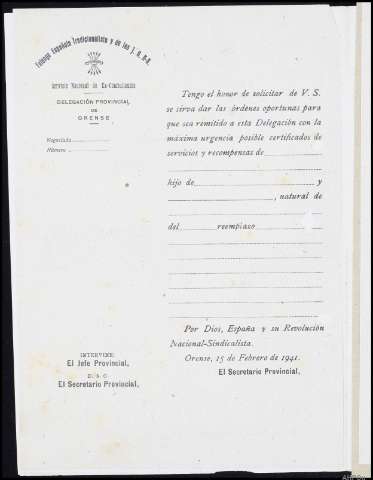 Falange Española Tradicionalista y de las J. O. N-S.
Servicio Nacional de Ex-Combatientes
DELEGACIÓN PROVINCIAL
DE
ORENSE
Negociado
Número
Tengo el honor de solicitar de V. S.
se sirva dar las órdenes oportunas para
que sea remitido a esta Delegación con la
máxima urgencia posible certificados de
servicios y recompensas de
hijo de y
, natural de
del reemplazo
Por Dios, España y su Revolución
Nacional-Sindicalista.
Orense, 15 de Febrero de 1941.
El Secretario Provincial,
INTERVINE:
El Jefe Provincial,
El Secretario Provincial,